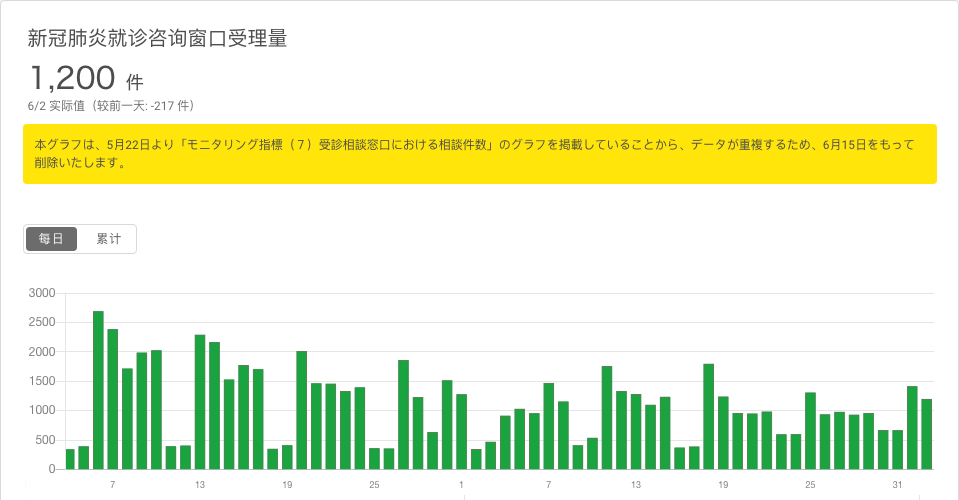 新冠肺炎就诊咨询窗口受理量
1,200 件
6/2 实际值（较前一天: -217 件）
本グラフは、5月22日より「モニタリング指標（７）受診相談窓口における相談件数」のグラフを掲載していることから、データが重複するため、6月15日をもって
削除いたします。
每日 累计
3000
2500
2000
1500
1000
500
0
7 13 19 25 1 7 13 19 25 31